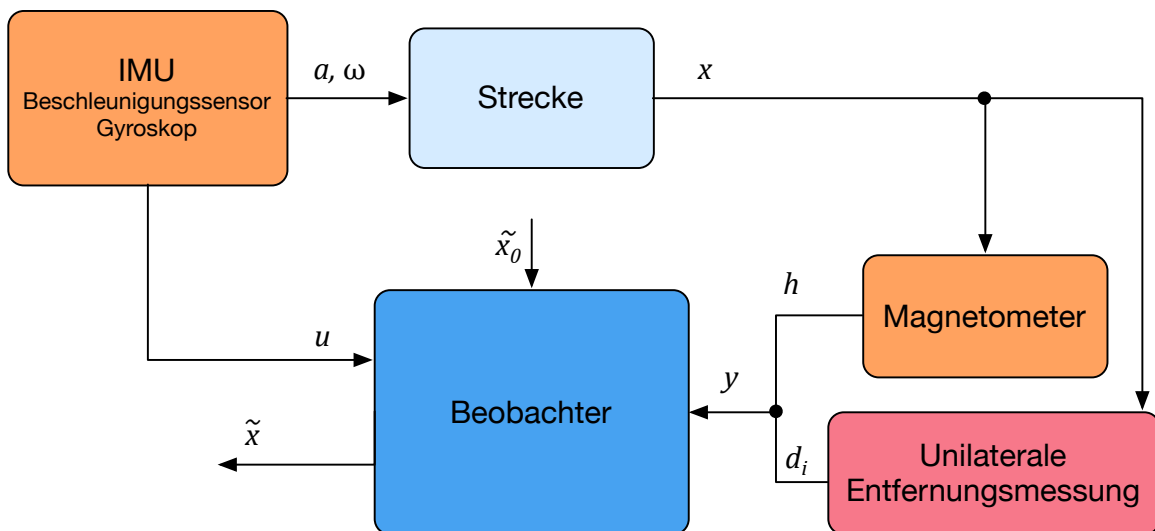 IMU
Beschleunigungssensor
Gyroskop
a, ω
Strecke
x
x̃₀
h
Magnetometer
u
Beobachter
y
x̃
dᵢ
Unilaterale
Entfernungsmessung